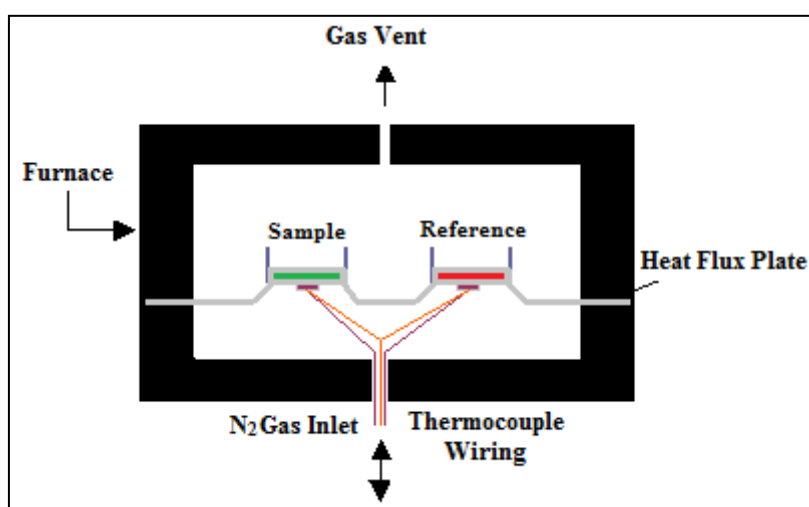 Gas Vent
Furnace
Sample
Reference
Heat Flux Plate
N2 Gas Inlet
Thermocouple
Wiring